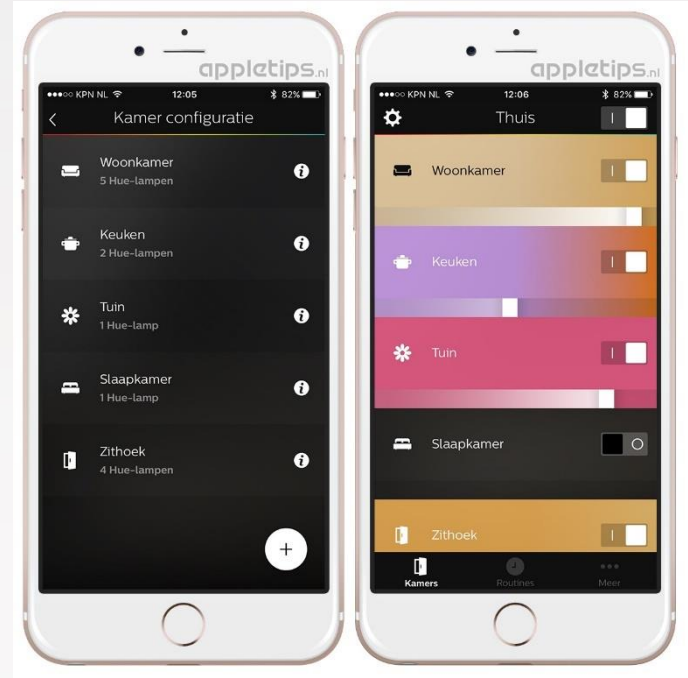 appletips.nl
KPN NL 12:05 82%
Kamer configuratie
Woonkamer
5 Hue-lampen
Keuken
2 Hue-lampen
Tuin
1 Hue-lamp
Slaapkamer
1 Hue-lamp
Zithoek
4 Hue-lampen
+
appletips.nl
KPN NL 12:06 82%
Thuis
Woonkamer
Keuken
Tuin
Slaapkamer
Zithoek
Kamers Routines Meer